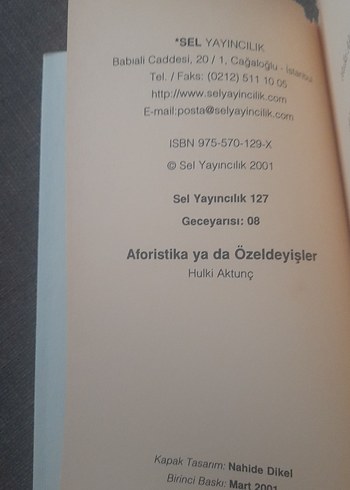 *SEL YAYINCILIK
Babıali Caddesi, 20 / 1, Cağaloğlu - İstanbul
Tel. / Faks: (0212) 511 10 05
http://www.selyayincilik.com
E-mail:posta@selyayincilik.com
ISBN 975-570-129-X
© Sel Yayıncılık 2001
Sel Yayıncılık 127
Geceyarısı: 08
Aforistika ya da Özeldeyişler
Hulki Aktunç
Kapak Tasarım: Nahide Dikel
Birinci Baskı: Mart 2001